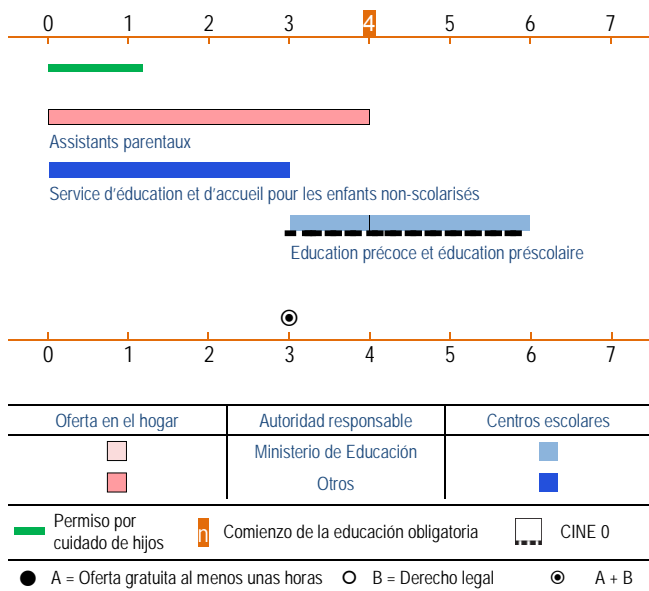 0 1 2 3 4 5 6 7
Assistants parentaux
Service d'éducation et d'accueil pour les enfants non-scolarisés
Education précoce et éducation préscolaire
0 1 2 3 4 5 6 7
Oferta en el hogar Autoridad responsable Centros escolares
Ministerio de Educación
Otros
Permiso por
cuidado de hijos
n Comienzo de la educación obligatoria CINE 0
A = Oferta gratuita al menos unas horas B = Derecho legal A + B